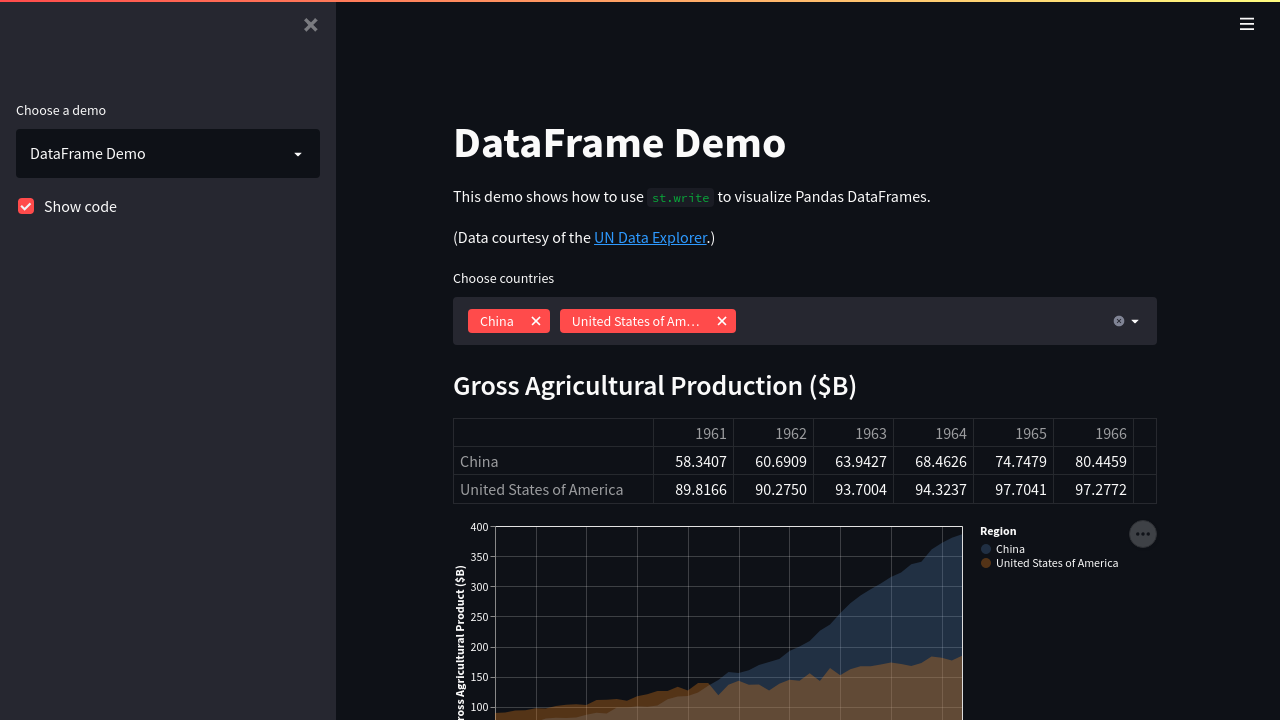 Choose a demo
DataFrame Demo
Show code
DataFrame Demo
This demo shows how to use st.write to visualize Pandas DataFrames.
(Data courtesy of the UN Data Explorer.)
Choose countries
China
United States of Am…
Gross Agricultural Production ($B)
1961 1962 1963 1964 1965 1966
China 58.3407 60.6909 63.9427 68.4626 74.7479 80.4459
United States of America 89.8166 90.2750 93.7004 94.3237 97.7041 97.2772
400
350
300
250
200
150
100
ross Agricultural Product ($B)
Region
China
United States of America